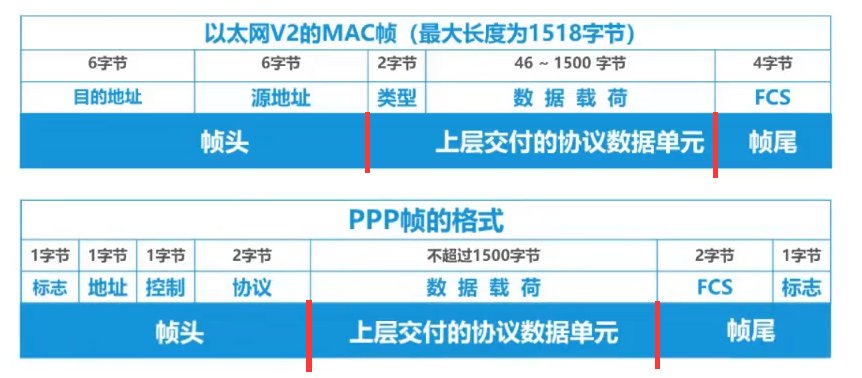 以太网V2的MAC帧（最大长度为1518字节）
6字节 6字节 2字节 46 ~ 1500 字节 4字节
目的地址 源地址 类型 数 据 载 荷 FCS
帧头 上层交付的协议数据单元 帧尾
PPP帧的格式
1字节 1字节 1字节 2字节 不超过1500字节 2字节 1字节
标志 地址 控制 协议 数 据 载 荷 FCS 标志
帧头 上层交付的协议数据单元 帧尾